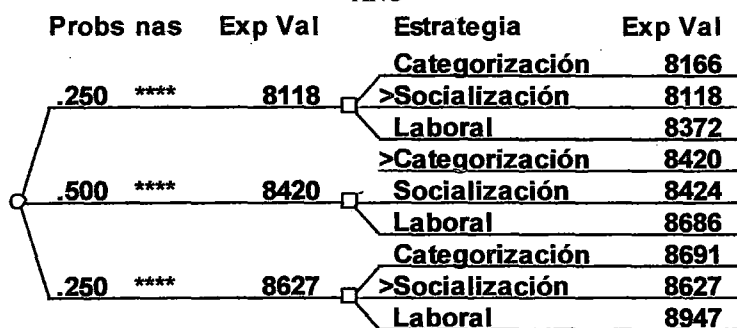 Probs nas Exp Val Estrategia Exp Val
Categorización 8166
.250 **** 8118 >Socialización 8118
Laboral 8372
>Categorización 8420
.500 **** 8420 Socialización 8424
Laboral 8686
Categorización 8691
.250 **** 8627 >Socialización 8627
Laboral 8947